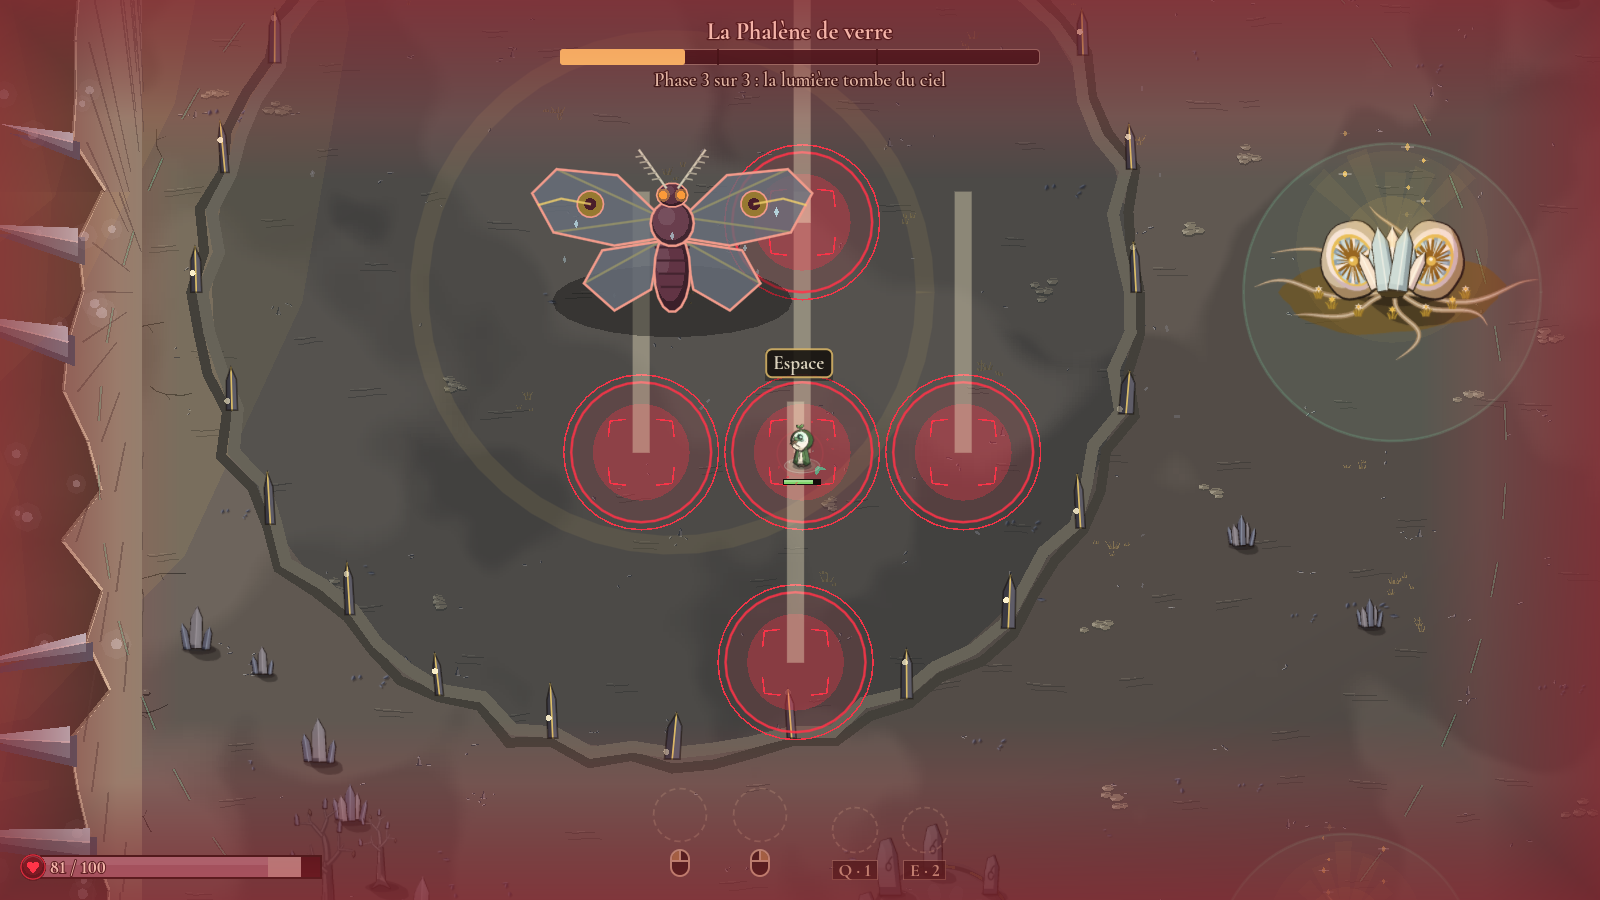 La Phalène de verre
Phase 3 sur 3 : la lumière tombe du ciel
Espace
81 / 100
Q · 1
E · 2